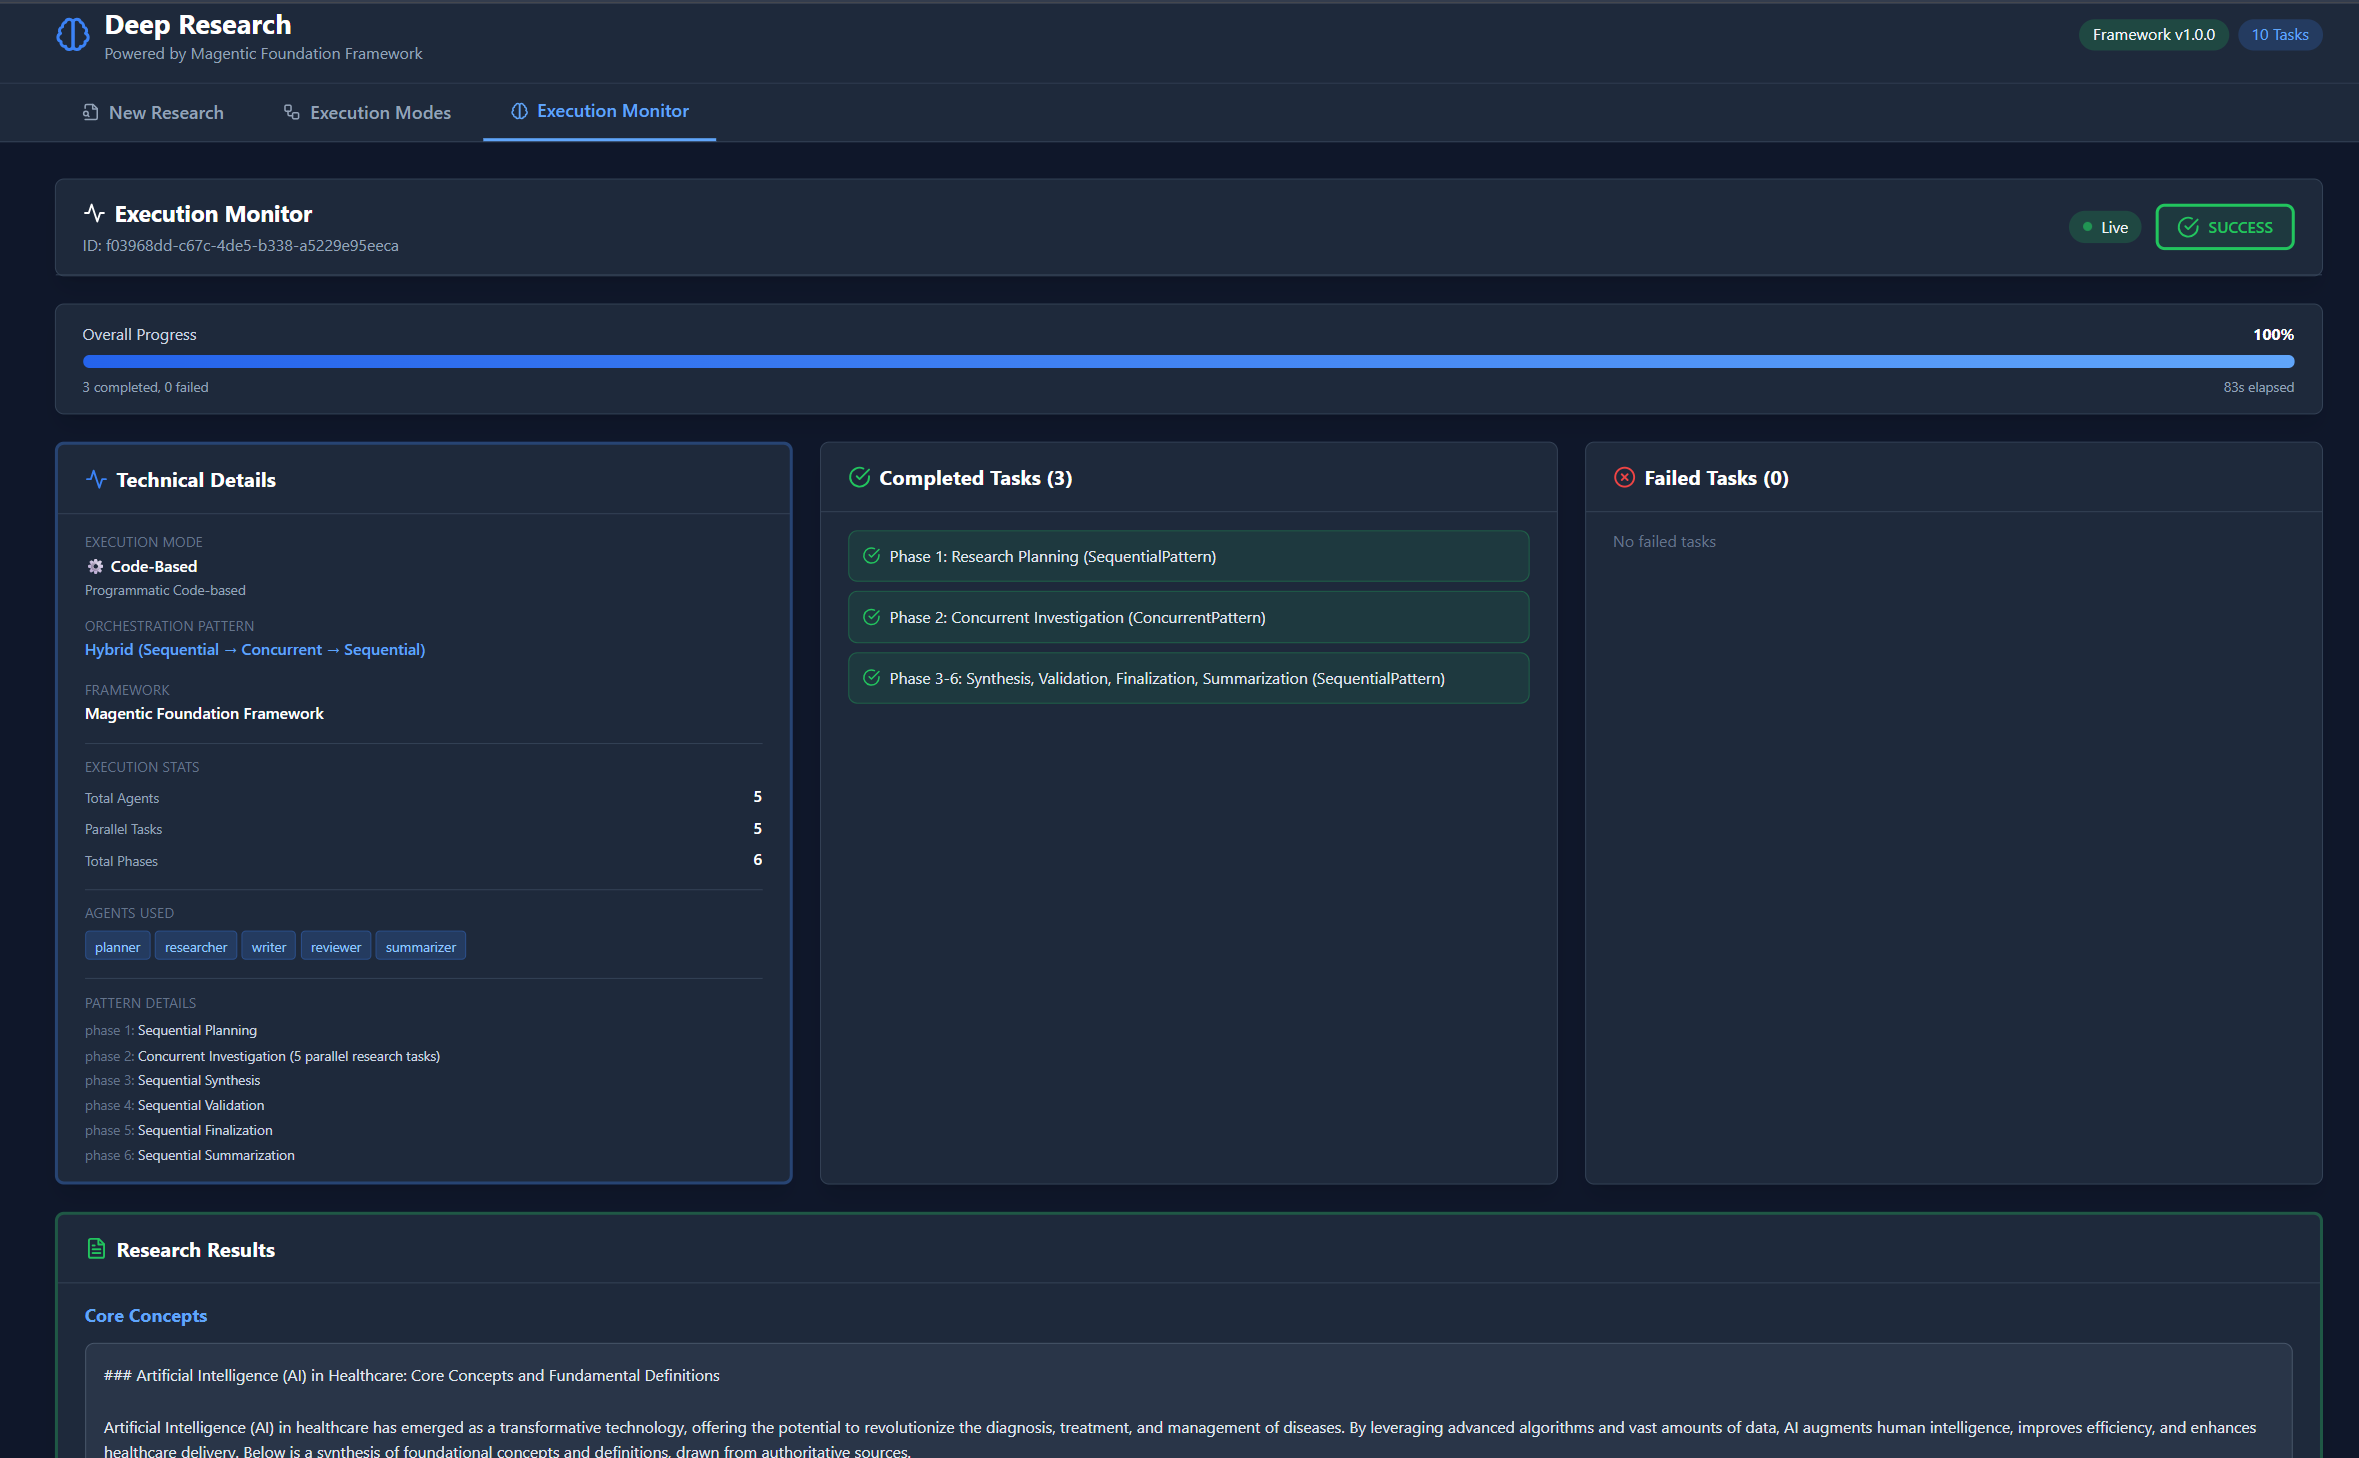 Deep Research
Powered by Magentic Foundation Framework
Framework v1.0.0
10 Tasks
New Research
Execution Modes
Execution Monitor
Execution Monitor
ID: f03968dd-c67c-4de5-b338-a5229e95eeca
Live
SUCCESS
Overall Progress
100%
3 completed, 0 failed
83s elapsed
Technical Details
EXECUTION MODE
Code-Based
Programmatic Code-based
ORCHESTRATION PATTERN
Hybrid (Sequential → Concurrent → Sequential)
FRAMEWORK
Magentic Foundation Framework
EXECUTION STATS
Total Agents 5
Parallel Tasks 5
Total Phases 6
AGENTS USED
planner researcher writer reviewer summarizer
PATTERN DETAILS
phase 1: Sequential Planning
phase 2: Concurrent Investigation (5 parallel research tasks)
phase 3: Sequential Synthesis
phase 4: Sequential Validation
phase 5: Sequential Finalization
phase 6: Sequential Summarization
Completed Tasks (3)
Phase 1: Research Planning (SequentialPattern)
Phase 2: Concurrent Investigation (ConcurrentPattern)
Phase 3-6: Synthesis, Validation, Finalization, Summarization (SequentialPattern)
Failed Tasks (0)
No failed tasks
Research Results
Core Concepts
### Artificial Intelligence (AI) in Healthcare: Core Concepts and Fundamental Definitions
Artificial Intelligence (AI) in healthcare has emerged as a transformative technology, offering the potential to revolutionize the diagnosis, treatment, and management of diseases. By leveraging advanced algorithms and vast amounts of data, AI augments human intelligence, improves efficiency, and enhances
healthcare delivery. Below is a synthesis of foundational concepts and definitions, drawn from authoritative sources.